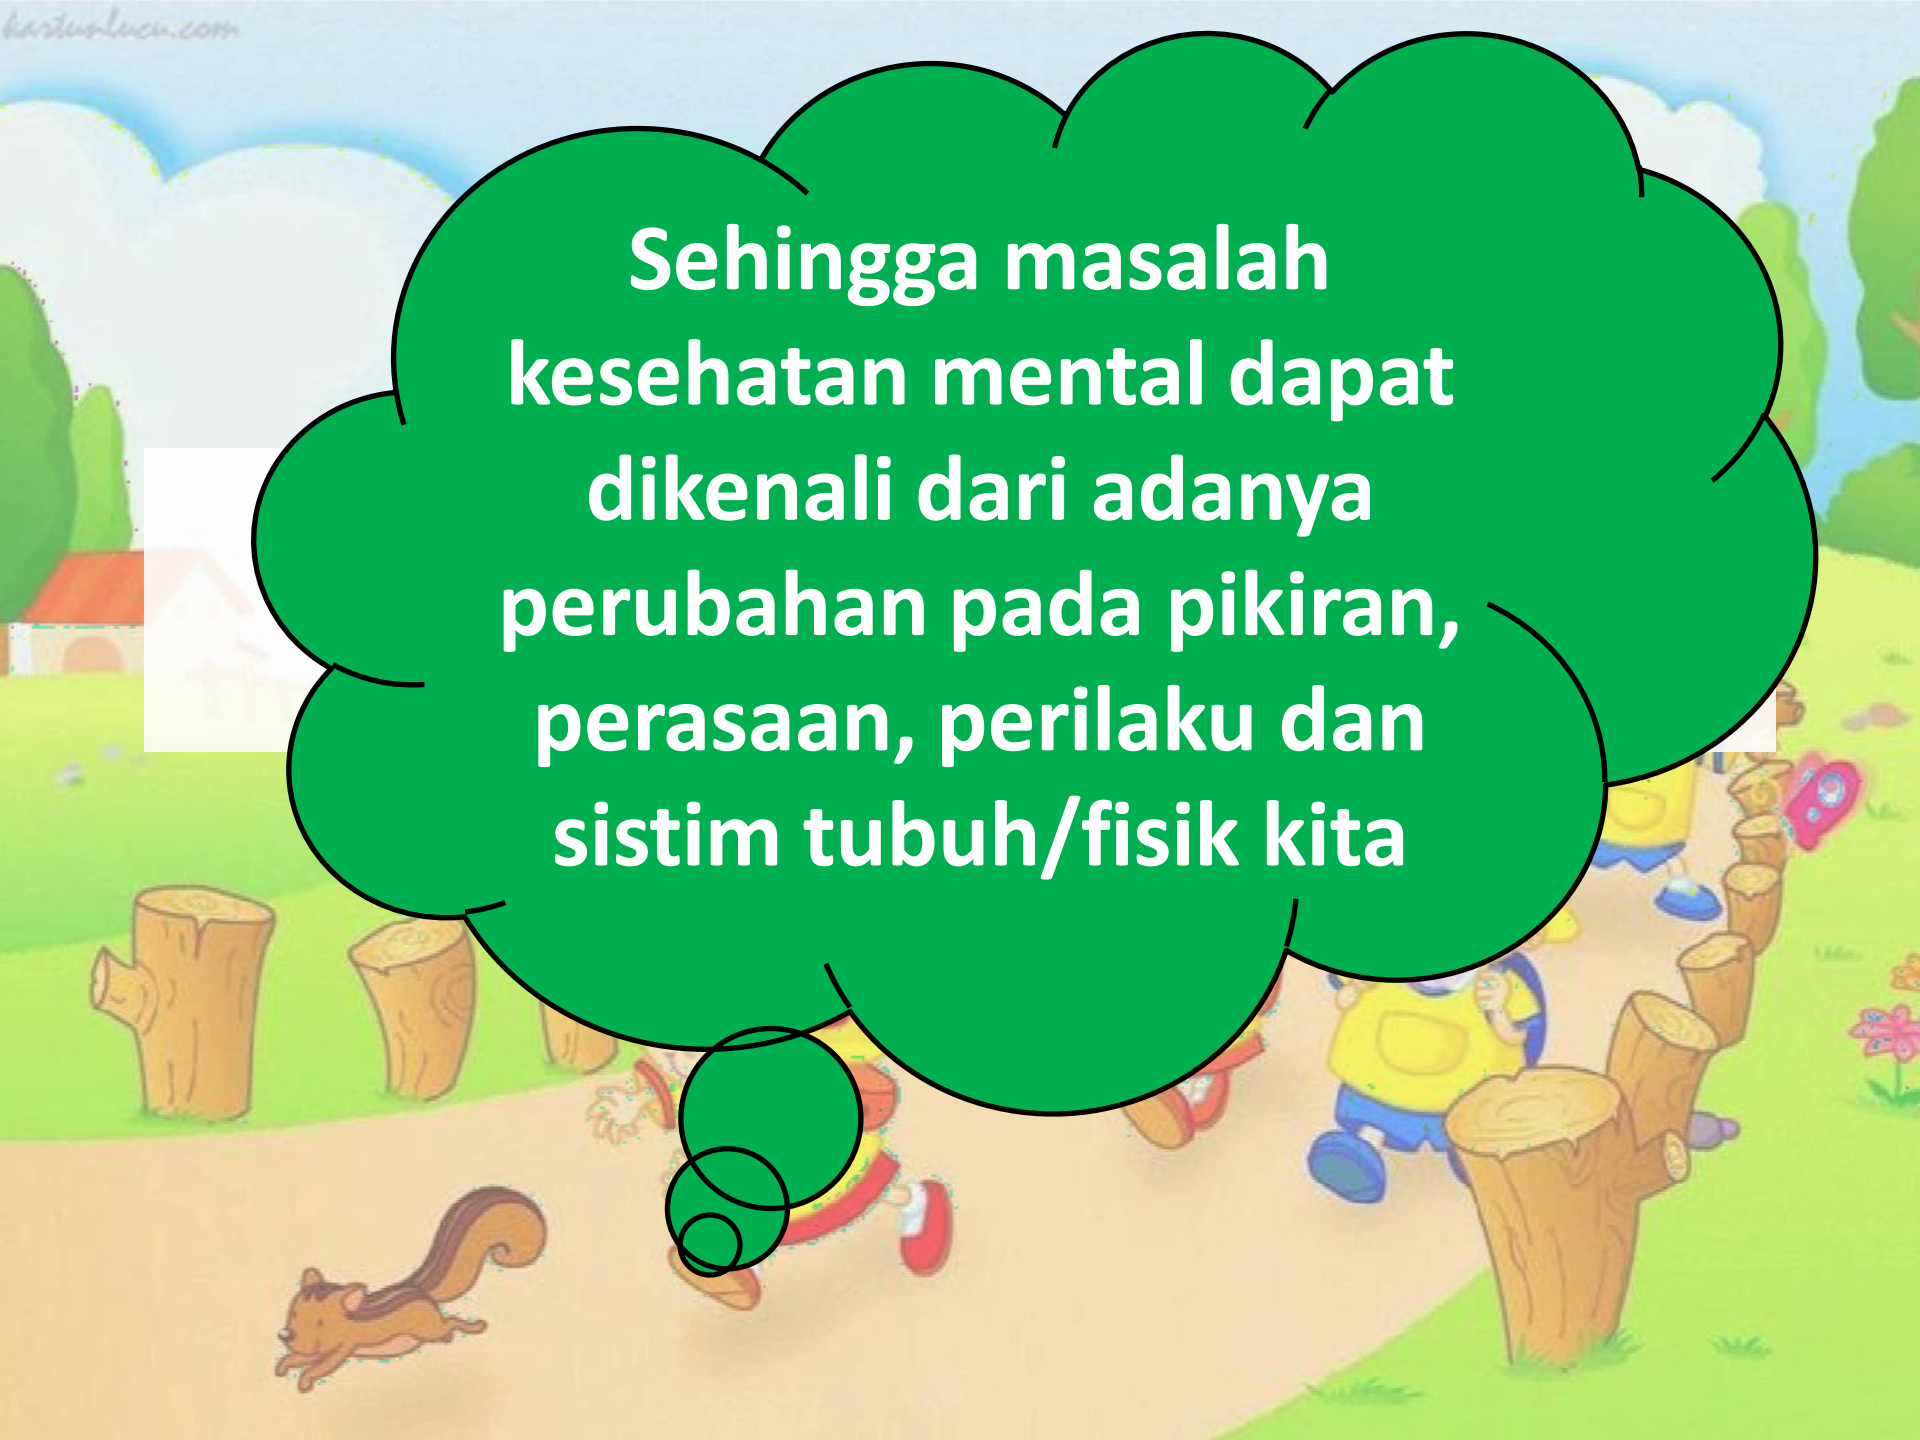 kartunlucu.com
Sehingga masalah
kesehatan mental dapat
dikenali dari adanya
perubahan pada pikiran,
perasaan, perilaku dan
sistim tubuh/fisik kita